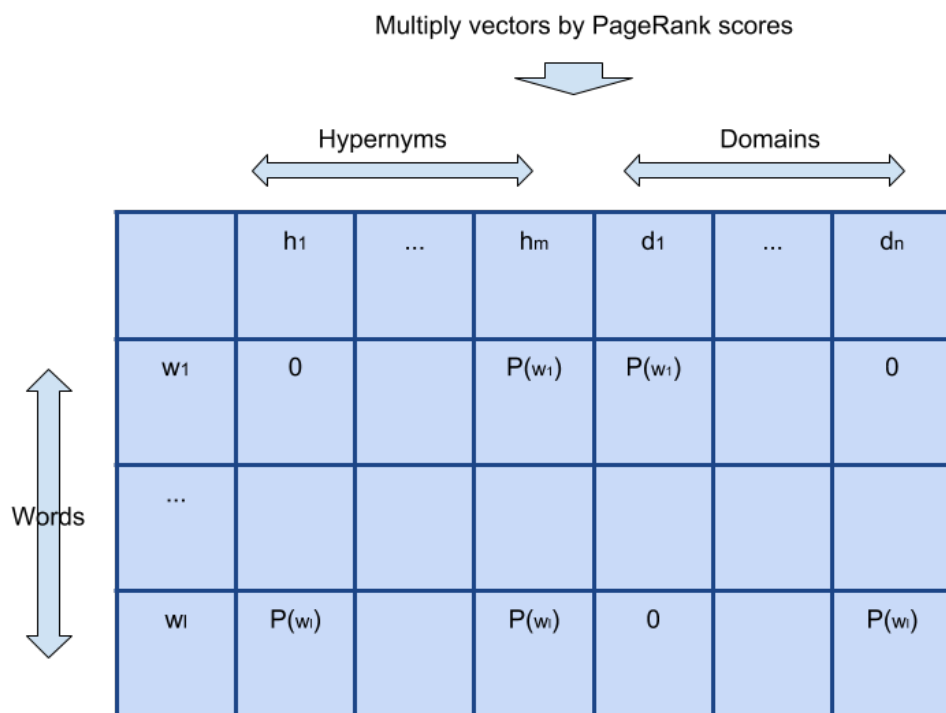 Multiply vectors by PageRank scores
Hypernyms Domains
h1 ... hm d1 ... dn
w1 0 P(w1) P(w1) 0
...
Words
wl P(wl) P(wl) 0 P(wl)